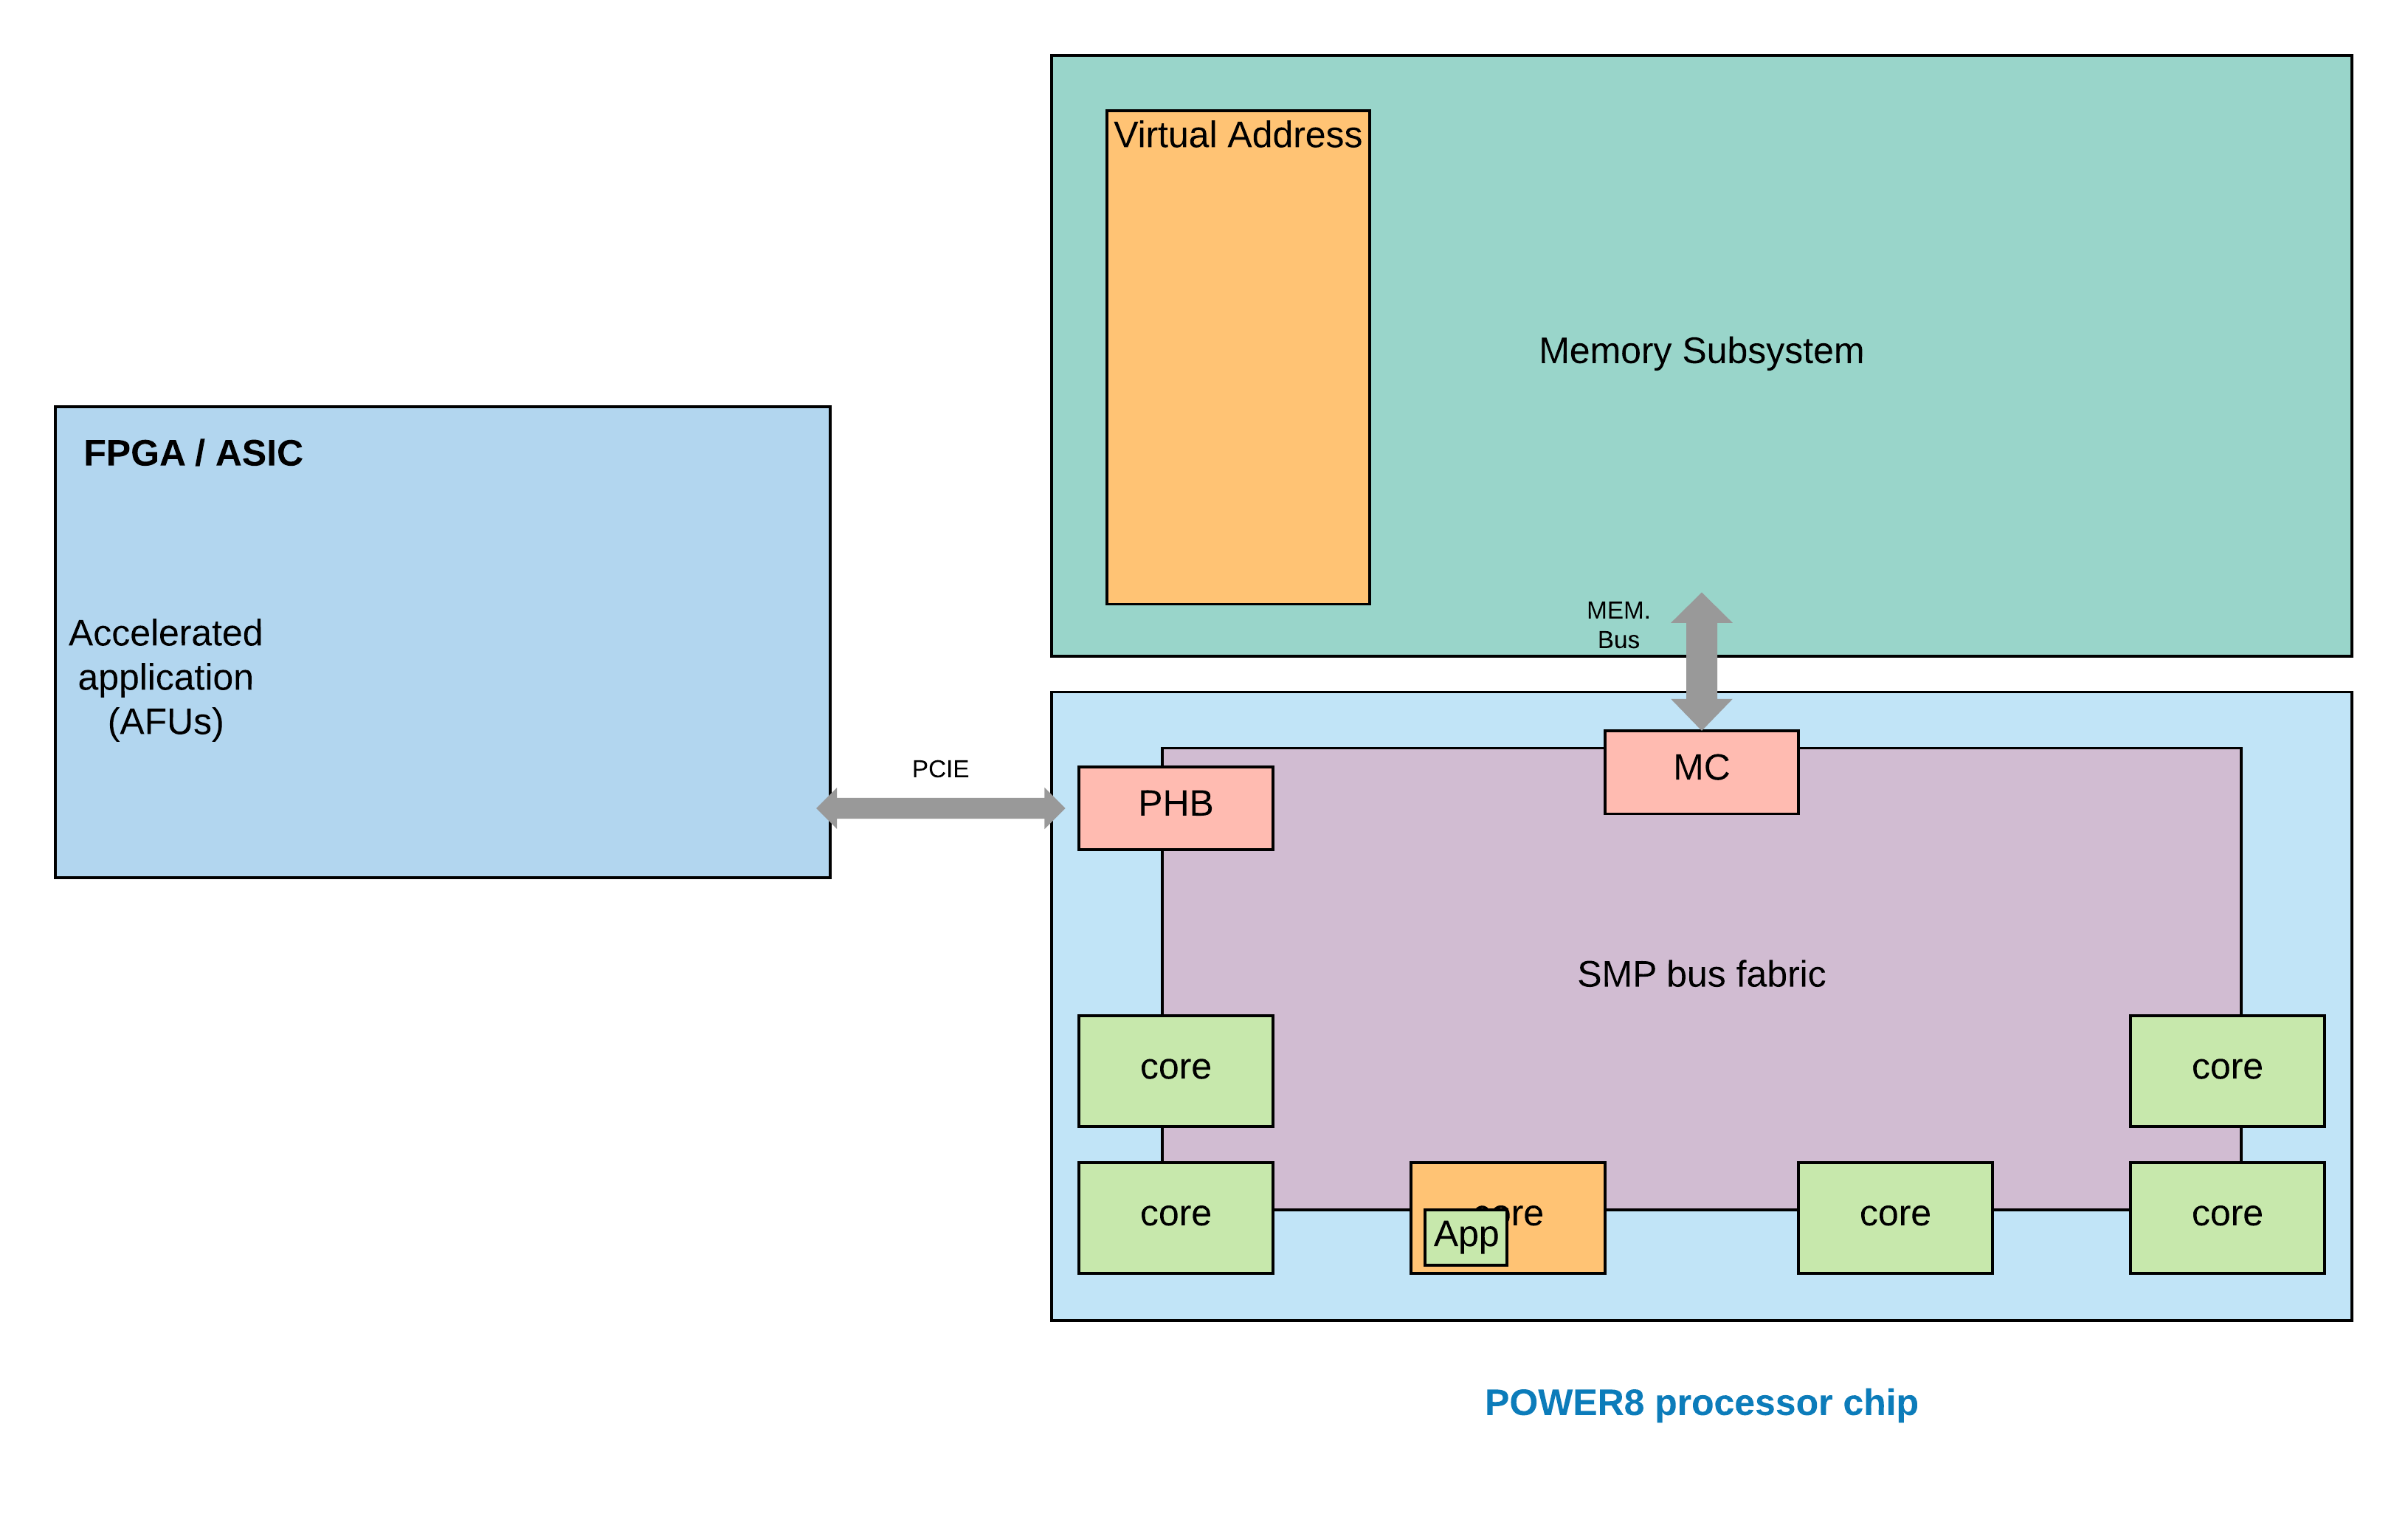 Virtual Address
Memory Subsystem
FPGA / ASIC
Accelerated
application
(AFUs)
MEM.
Bus
PCIE
PHB
MC
SMP bus fabric
core
core
core
core
App
core
core
POWER8 processor chip